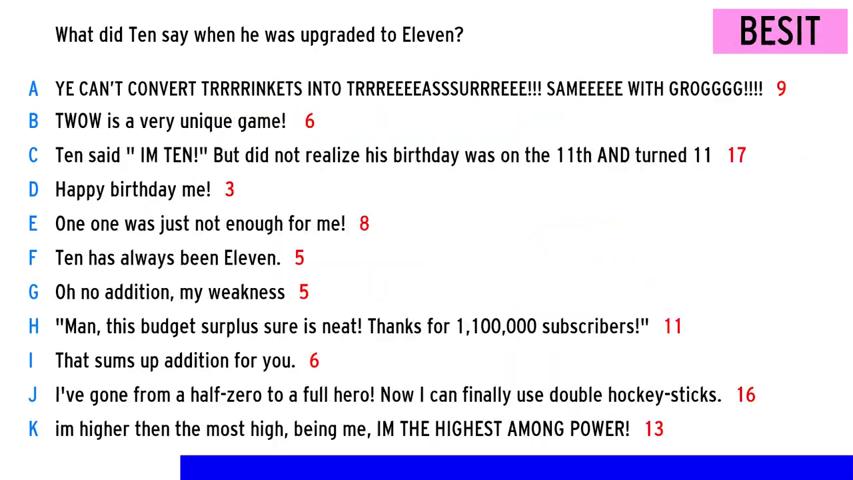 What did Ten say when he was upgraded to Eleven?
BESIT
A YE CAN'T CONVERT TRRRRINKETS INTO TRRREEEEASSSURRREEE!!! SAMEEEEE WITH GROGGGG!!!! 9
B TWOW is a very unique game! 6
C Ten said " IM TEN!" But did not realize his birthday was on the 11th AND turned 11 17
D Happy birthday me! 3
E One one was just not enough for me! 8
F Ten has always been Eleven. 5
G Oh no addition, my weakness 5
H "Man, this budget surplus sure is neat! Thanks for 1,100,000 subscribers!" 11
I That sums up addition for you. 6
J I've gone from a half-zero to a full hero! Now I can finally use double hockey-sticks. 16
K im higher then the most high, being me, IM THE HIGHEST AMONG POWER! 13